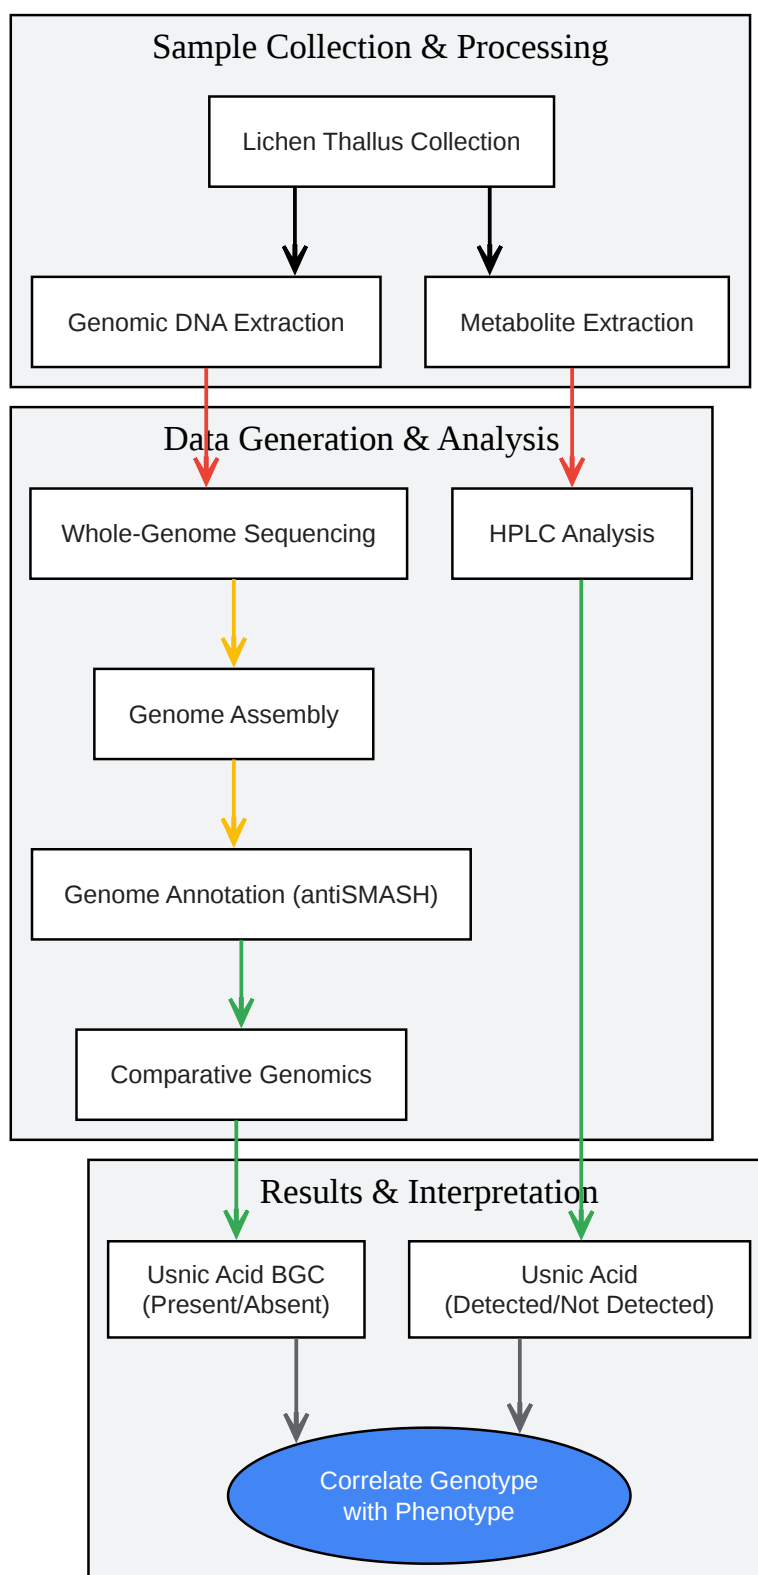 Sample Collection & Processing
Lichen Thallus Collection
Genomic DNA Extraction
Metabolite Extraction
Data Generation & Analysis
Whole-Genome Sequencing
HPLC Analysis
Genome Assembly
Genome Annotation (antiSMASH)
Comparative Genomics
Results & Interpretation
Usnic Acid BGC
(Present/Absent)
Usnic Acid
(Detected/Not Detected)
Correlate Genotype
with Phenotype